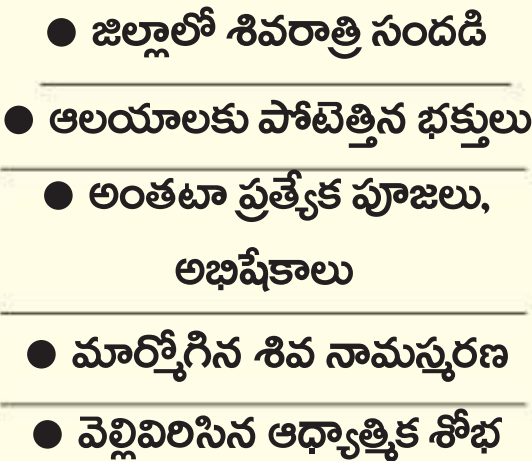 ● జిల్లాలో శివరాత్రి సందడి
● ఆలయాలకు పోటెత్తిన భక్తులు
● అంతటా ప్రత్యేక పూజలు,
అభిషేకాలు
● మార్మోగిన శివ నామస్మరణ
● వెల్లివిరిసిన ఆధ్యాత్మిక శోభ